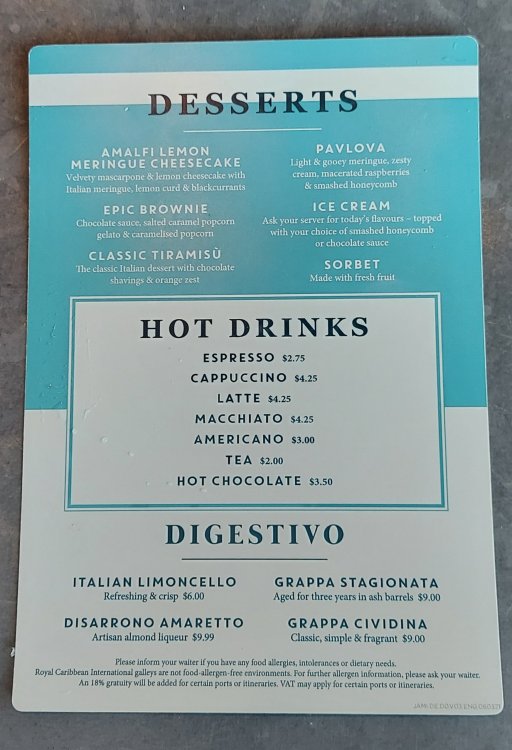 DESSERTS
AMALFI LEMON
MERINGUE CHEESECAKE
Velvety mascarpone & lemon cheesecake with
Italian meringue, lemon curd & blackcurrants
EPIC BROWNIE
Chocolate sauce, salted caramel popcorn
gelato & caramelised popcorn
CLASSIC TIRAMISÙ
The classic Italian dessert with chocolate
shavings & orange zest
PAVLOVA
Light & gooey meringue, zesty
cream, macerated raspberries
& smashed honeycomb
ICE CREAM
Ask your server for today's flavours – topped
with your choice of smashed honeycomb
or chocolate sauce
SORBET
Made with fresh fruit
HOT DRINKS
ESPRESSO $2.75
CAPPUCCINO $4.25
LATTE $4.25
MACCHIATO $4.25
AMERICANO $3.00
TEA $2.00
HOT CHOCOLATE $3.50
DIGESTIVO
ITALIAN LIMONCELLO
Refreshing & crisp $6.00
DISARRONO AMARETTO
Artisan almond liqueur $9.99
GRAPPA STAGIONATA
Aged for three years in ash barrels $9.00
GRAPPA CIVIDINA
Classic, simple & fragrant $9.00
Please inform your waiter if you have any food allergies, intolerances or dietary needs.
Royal Caribbean International galleys are not food-allergen-free environments. For further allergen information, please ask your waiter.
An 18% gratuity will be added for certain ports or itineraries. VAT may apply for certain ports or itineraries.